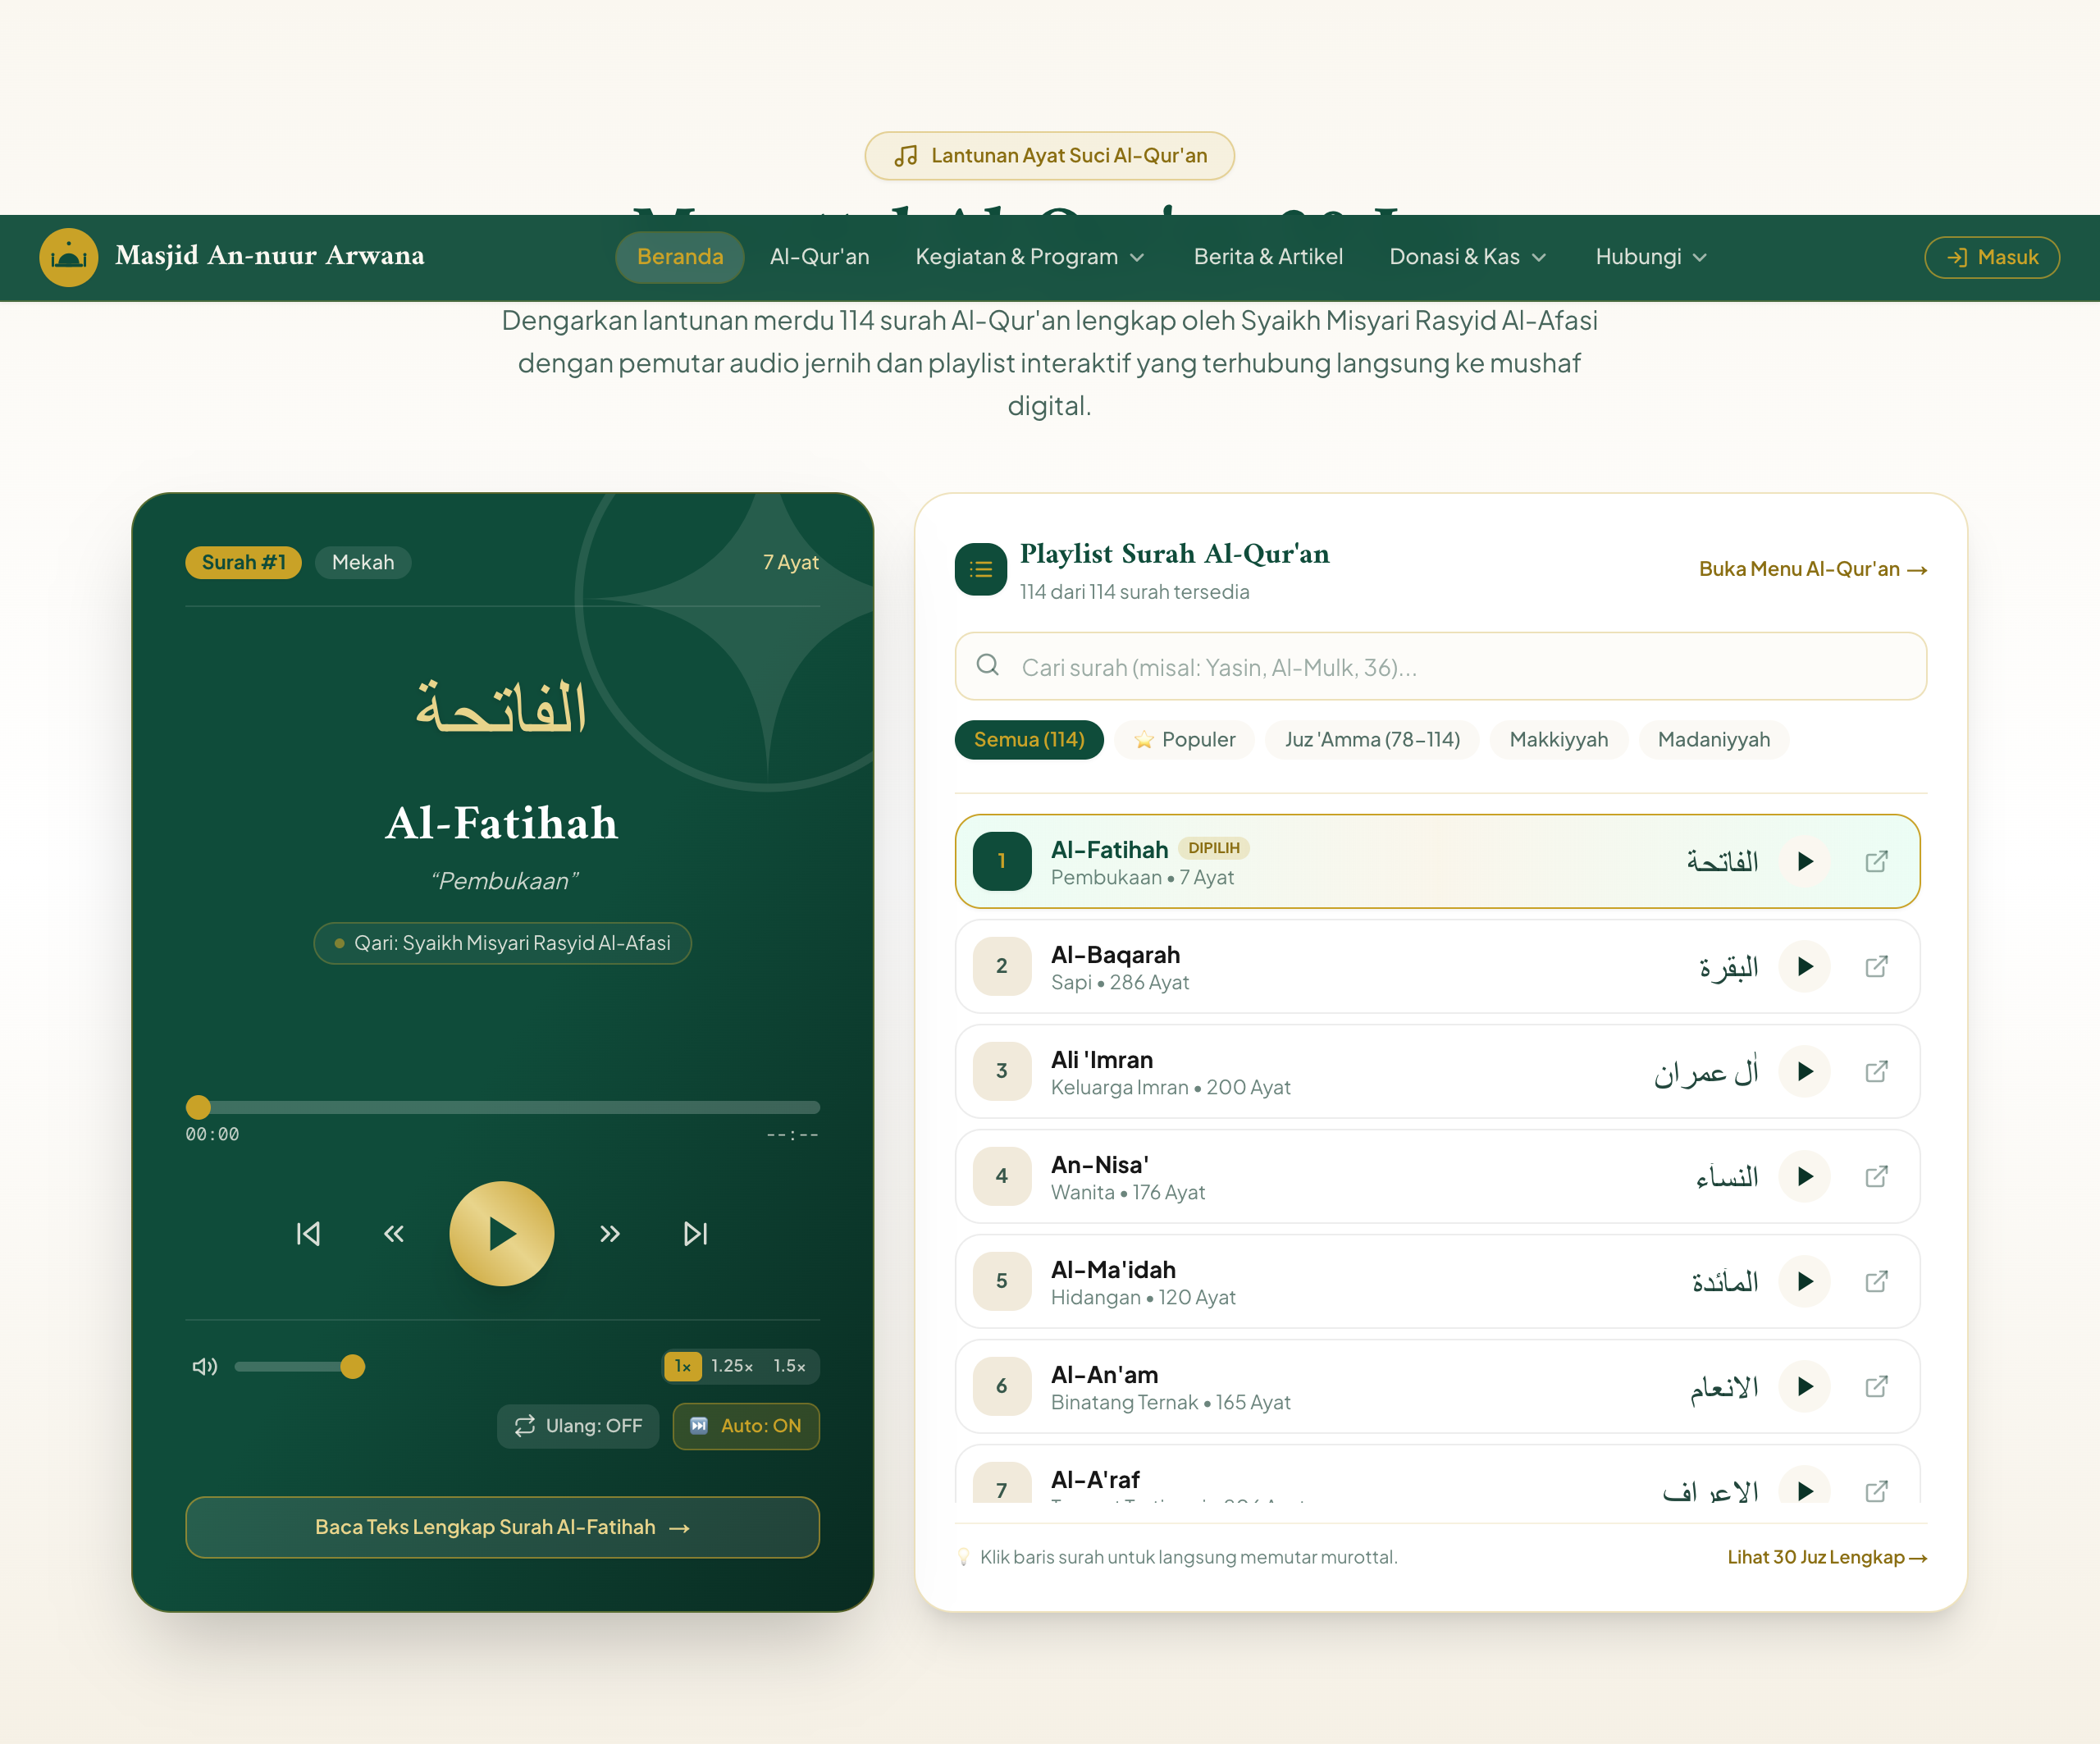 Lantunan Ayat Suci Al-Qur'an
Masjid An-nuur Arwana
Beranda
Al-Qur'an
Kegiatan & Program
Berita & Artikel
Donasi & Kas
Hubungi
Masuk
Dengarkan lantunan merdu 114 surah Al-Qur'an lengkap oleh Syaikh Misyari Rasyid Al-Afasi
dengan pemutar audio jernih dan playlist interaktif yang terhubung langsung ke mushaf
digital.
Surah #1
Mekah
7 Ayat
الفاتحة
Al-Fatihah
“Pembukaan”
Qari: Syaikh Misyari Rasyid Al-Afasi
00:00
--:--
1×
1.25×
1.5×
Ulang: OFF
Auto: ON
Baca Teks Lengkap Surah Al-Fatihah →
Playlist Surah Al-Qur'an
114 dari 114 surah tersedia
Buka Menu Al-Qur'an →
Cari surah (misal: Yasin, Al-Mulk, 36)...
Semua (114)
⭐ Populer
Juz 'Amma (78–114)
Makkiyyah
Madaniyyah
1
Al-Fatihah
DIPILIH
Pembukaan • 7 Ayat
الفاتحة
2
Al-Baqarah
Sapi • 286 Ayat
البقرة
3
Ali 'Imran
Keluarga Imran • 200 Ayat
اٰل عمران
4
An-Nisa'
Wanita • 176 Ayat
النساۤء
5
Al-Ma'idah
Hidangan • 120 Ayat
الماۤئدة
6
Al-An'am
Binatang Ternak • 165 Ayat
الانعام
7
Al-A'raf
الاعراف
💡 Klik baris surah untuk langsung memutar murottal.
Lihat 30 Juz Lengkap →